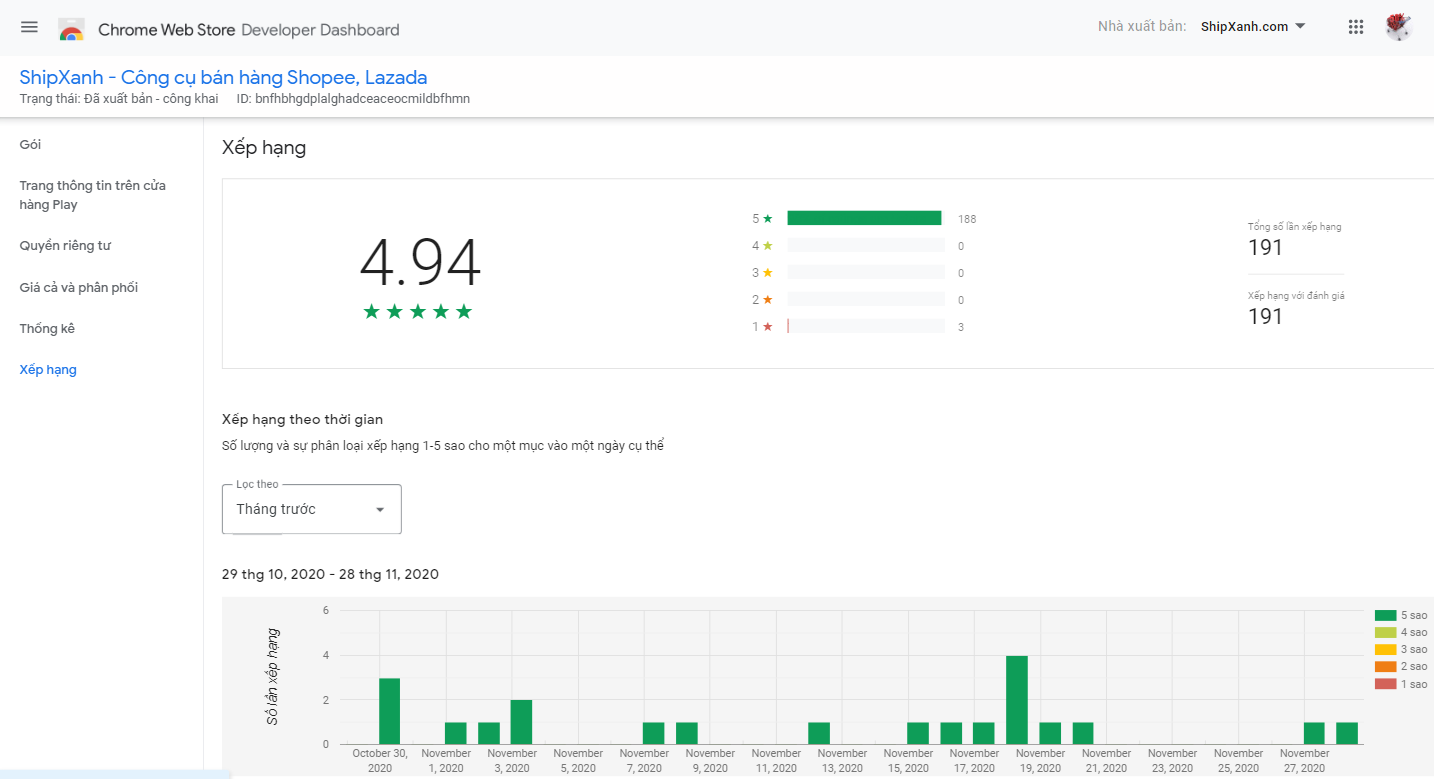 Chrome Web Store Developer Dashboard
Nhà xuất bản: ShipXanh.com
ShipXanh - Công cụ bán hàng Shopee, Lazada
Trạng thái: Đã xuất bản - công khai ID: bnfhbhgdplalghadceaceocmildbfhmn
Gói
Trang thông tin trên cửa
hàng Play
Quyền riêng tư
Giá cả và phân phối
Thống kê
Xếp hạng
Xếp hạng
4.94
5 188
4 0
3 0
2 0
1 3
Tổng số lần xếp hạng
191
Xếp hạng với đánh giá
191
Xếp hạng theo thời gian
Số lượng và sự phân loại xếp hạng 1-5 sao cho một mục vào một ngày cụ thể
Lọc theo
Tháng trước
29 thg 10, 2020 - 28 thg 11, 2020
Số lần xếp hạng
6
4
2
0
October 30,
2020
November
1, 2020
November
3, 2020
November
5, 2020
November
7, 2020
November
9, 2020
November
11, 2020
November
13, 2020
November
15, 2020
November
17, 2020
November
19, 2020
November
21, 2020
November
23, 2020
November
25, 2020
November
27, 2020
5 sao
4 sao
3 sao
2 sao
1 sao